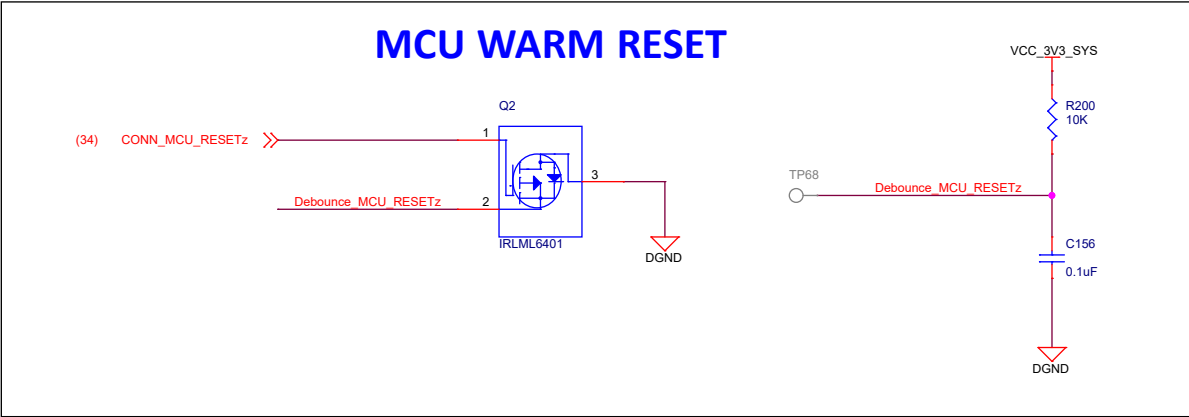 MCU WARM RESET
VCC_3V3_SYS
Q2
R200
10K
(34) CONN_MCU_RESETz
1
3
TP68
Debounce_MCU_RESETz
Debounce_MCU_RESETz
2
IRLML6401
DGND
C156
0.1uF
DGND